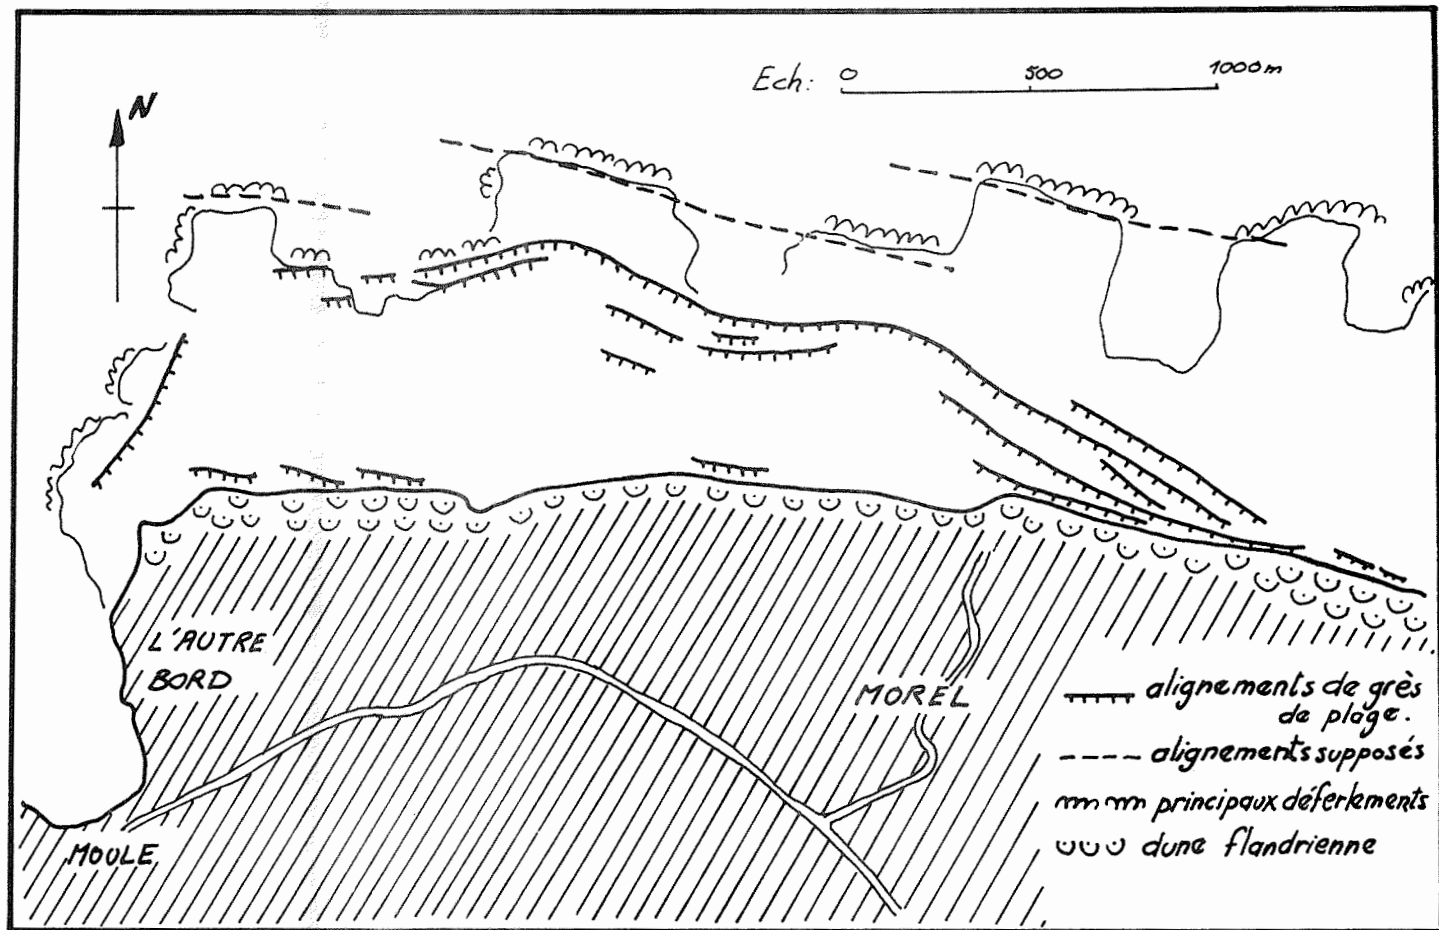 Ech: 0 500 1000m
N
L'AUTRE
BORD
MOREL
MOULE
alignements de grès
de plage.
alignements supposés
principaux déferlements
dune flandrienne